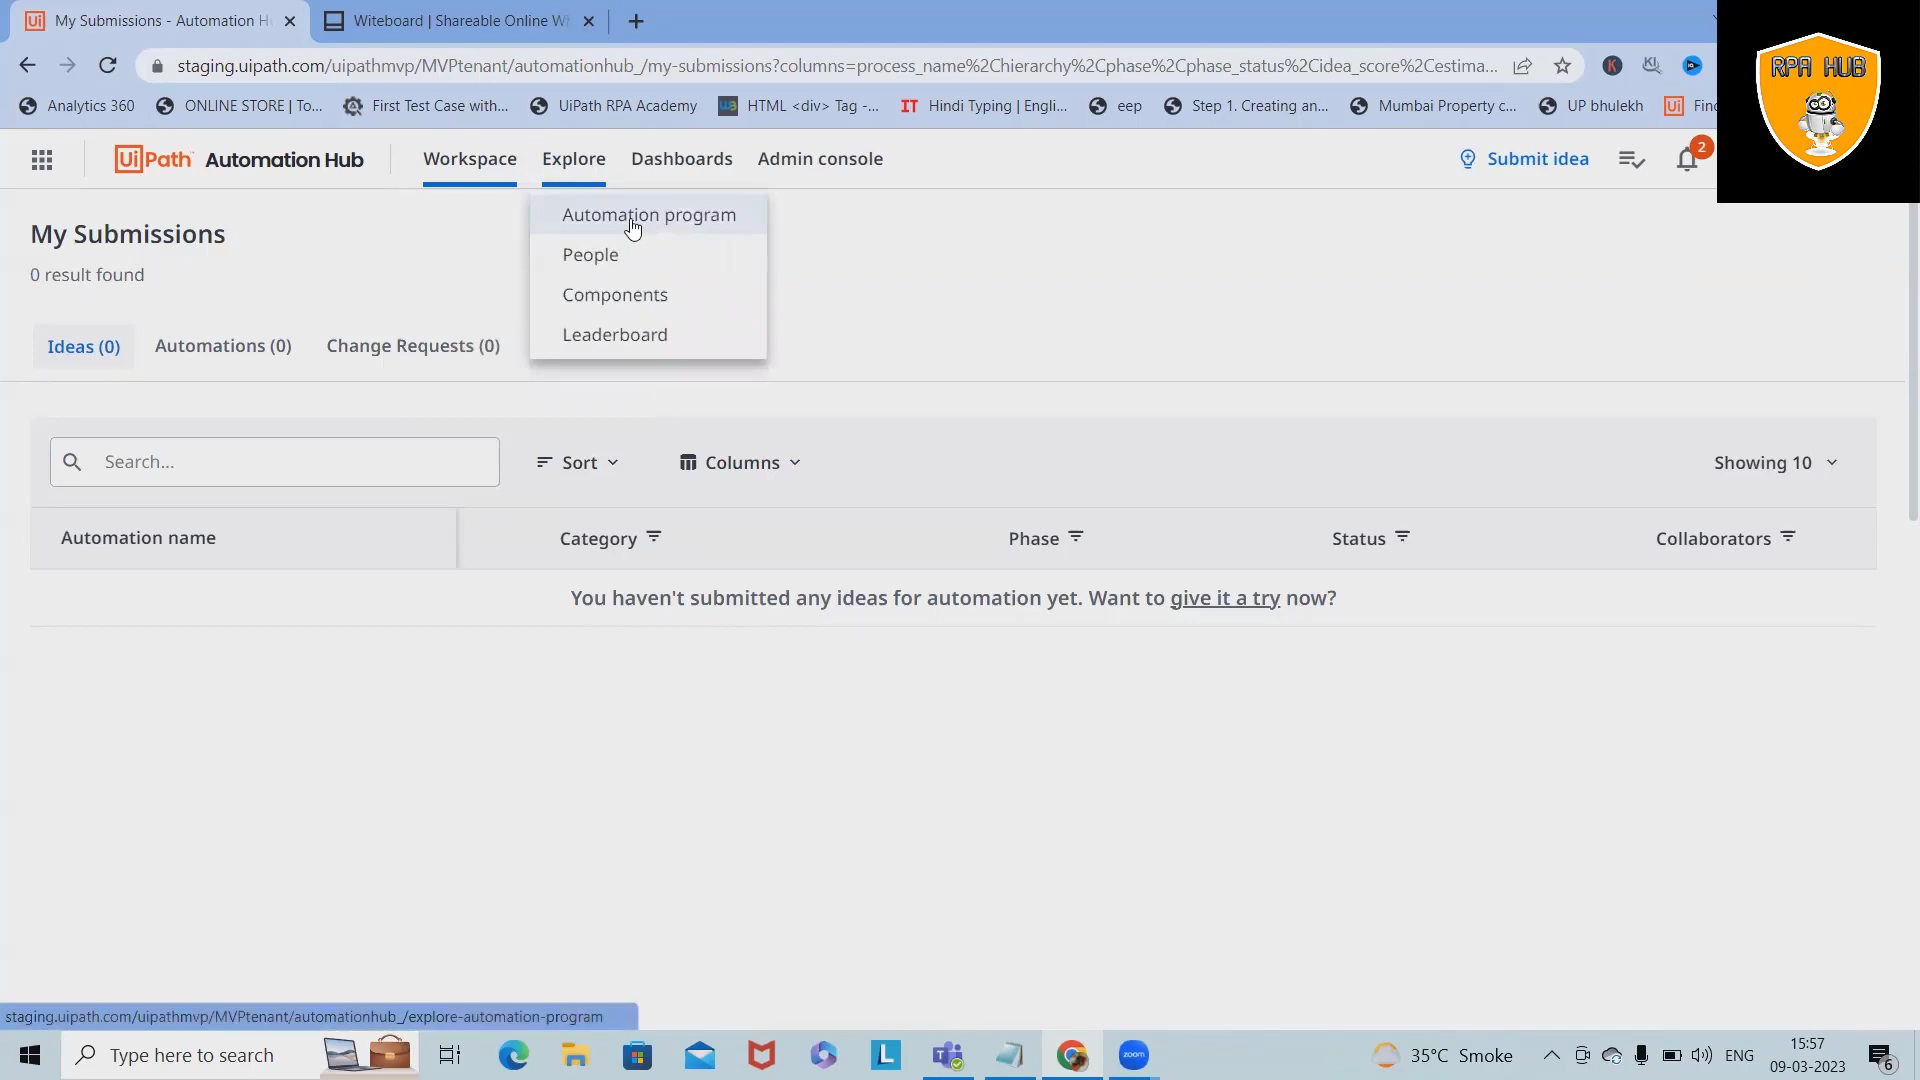 My Submissions - Automation H
Witeboard | Shareable Online Wh
staging.uipath.com/uipathmvp/MVPtenant/automationhub_/my-submissions?columns=process_name%2Chierarchy%2Cphase%2Cphase_status%2Cidea_score%2Cestima...
Analytics 360
ONLINE STORE | To...
First Test Case with...
UiPath RPA Academy
HTML <div> Tag -...
IT
Hindi Typing | Engli...
eep
Step 1. Creating an...
Mumbai Property c...
UP bhulekh
RPA HUB
UiPath Automation Hub
Workspace
Explore
Dashboards
Admin console
Submit idea
2
Automation program
People
Components
Leaderboard
My Submissions
0 result found
Ideas (0)
Automations (0)
Change Requests (0)
Search...
Sort
Columns
Showing 10
Automation name
Category
Phase
Status
Collaborators
You haven't submitted any ideas for automation yet. Want to give it a try now?
staging.uipath.com/uipathmvp/MVPtenant/automationhub_/explore-automation-program
Type here to search
L
zoom
35°C Smoke
ENG
15:57
09-03-2023
6